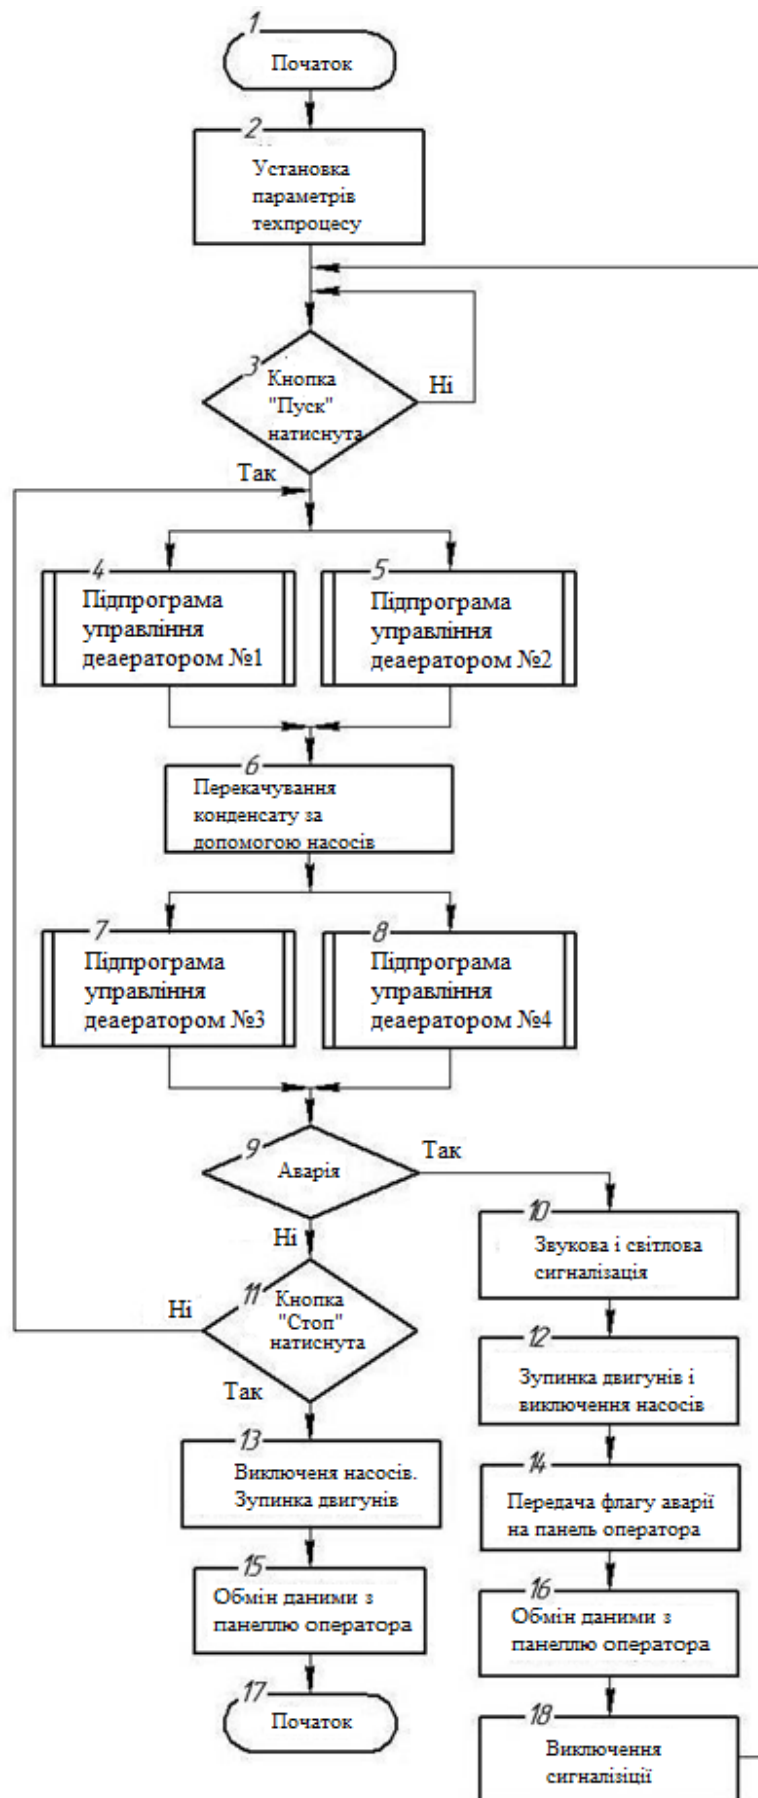 1
Початок
2
Установка
параметрів
техпроцесу
3
Кнопка
"Пуск"
натиснута
Ні
Так
4
Підпрограма
управління
деаератором №1
5
Підпрограма
управління
деаератором №2
6
Перекачування
конденсату за
допомогою насосів
7
Підпрограма
управління
деаератором №3
8
Підпрограма
управління
деаератором №4
9
Аварія
Так
Ні
10
Звукова і світлова
сигналізація
11
Кнопка
"Стоп"
натиснута
Ні
Так
12
Зупинка двигунів і
виключення насосів
13
Виключеня насосів.
Зупинка двигунів
14
Передача флагу аварії
на панель оператора
15
Обмін даними з
панеллю оператора
16
Обмін даними з
панеллю оператора
17
Початок
18
Виключення
сигналізіції